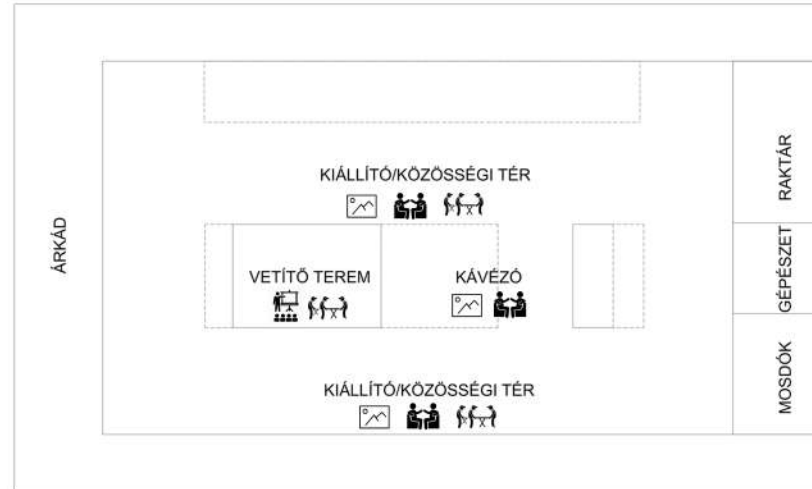 KIÁLLÍTÓ/KÖZÖSSÉGI TÉR
RAKTÁR
ÁRKÁD
VETÍTŐ TEREM
KÁVÉZÓ
GÉPÉSZET
KIÁLLÍTÓ/KÖZÖSSÉGI TÉR
MOSDÓK